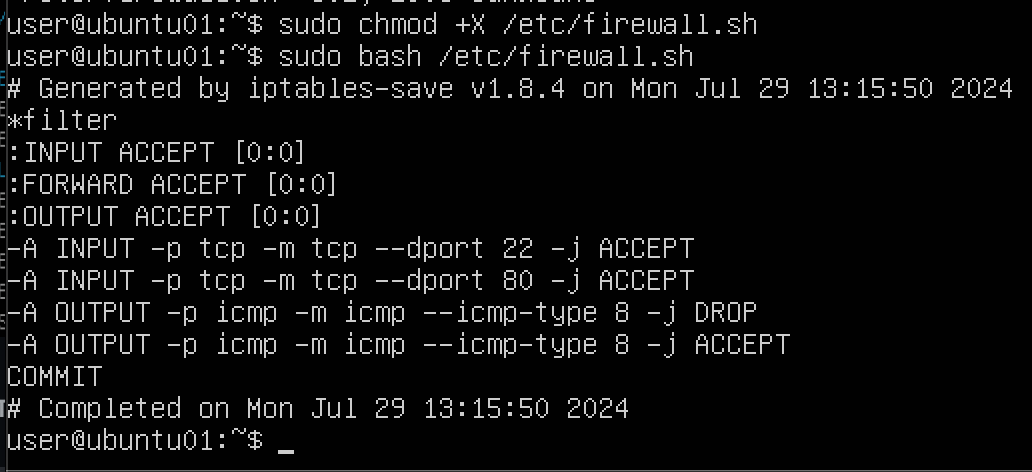 user@ubuntu01:~$ sudo chmod +X /etc/firewall.sh
user@ubuntu01:~$ sudo bash /etc/firewall.sh
# Generated by iptables-save v1.8.4 on Mon Jul 29 13:15:50 2024
*filter
:INPUT ACCEPT [0:0]
:FORWARD ACCEPT [0:0]
:OUTPUT ACCEPT [0:0]
-A INPUT -p tcp -m tcp --dport 22 -j ACCEPT
-A INPUT -p tcp -m tcp --dport 80 -j ACCEPT
-A OUTPUT -p icmp -m icmp --icmp-type 8 -j DROP
-A OUTPUT -p icmp -m icmp --icmp-type 8 -j ACCEPT
COMMIT
# Completed on Mon Jul 29 13:15:50 2024
user@ubuntu01:~$ _